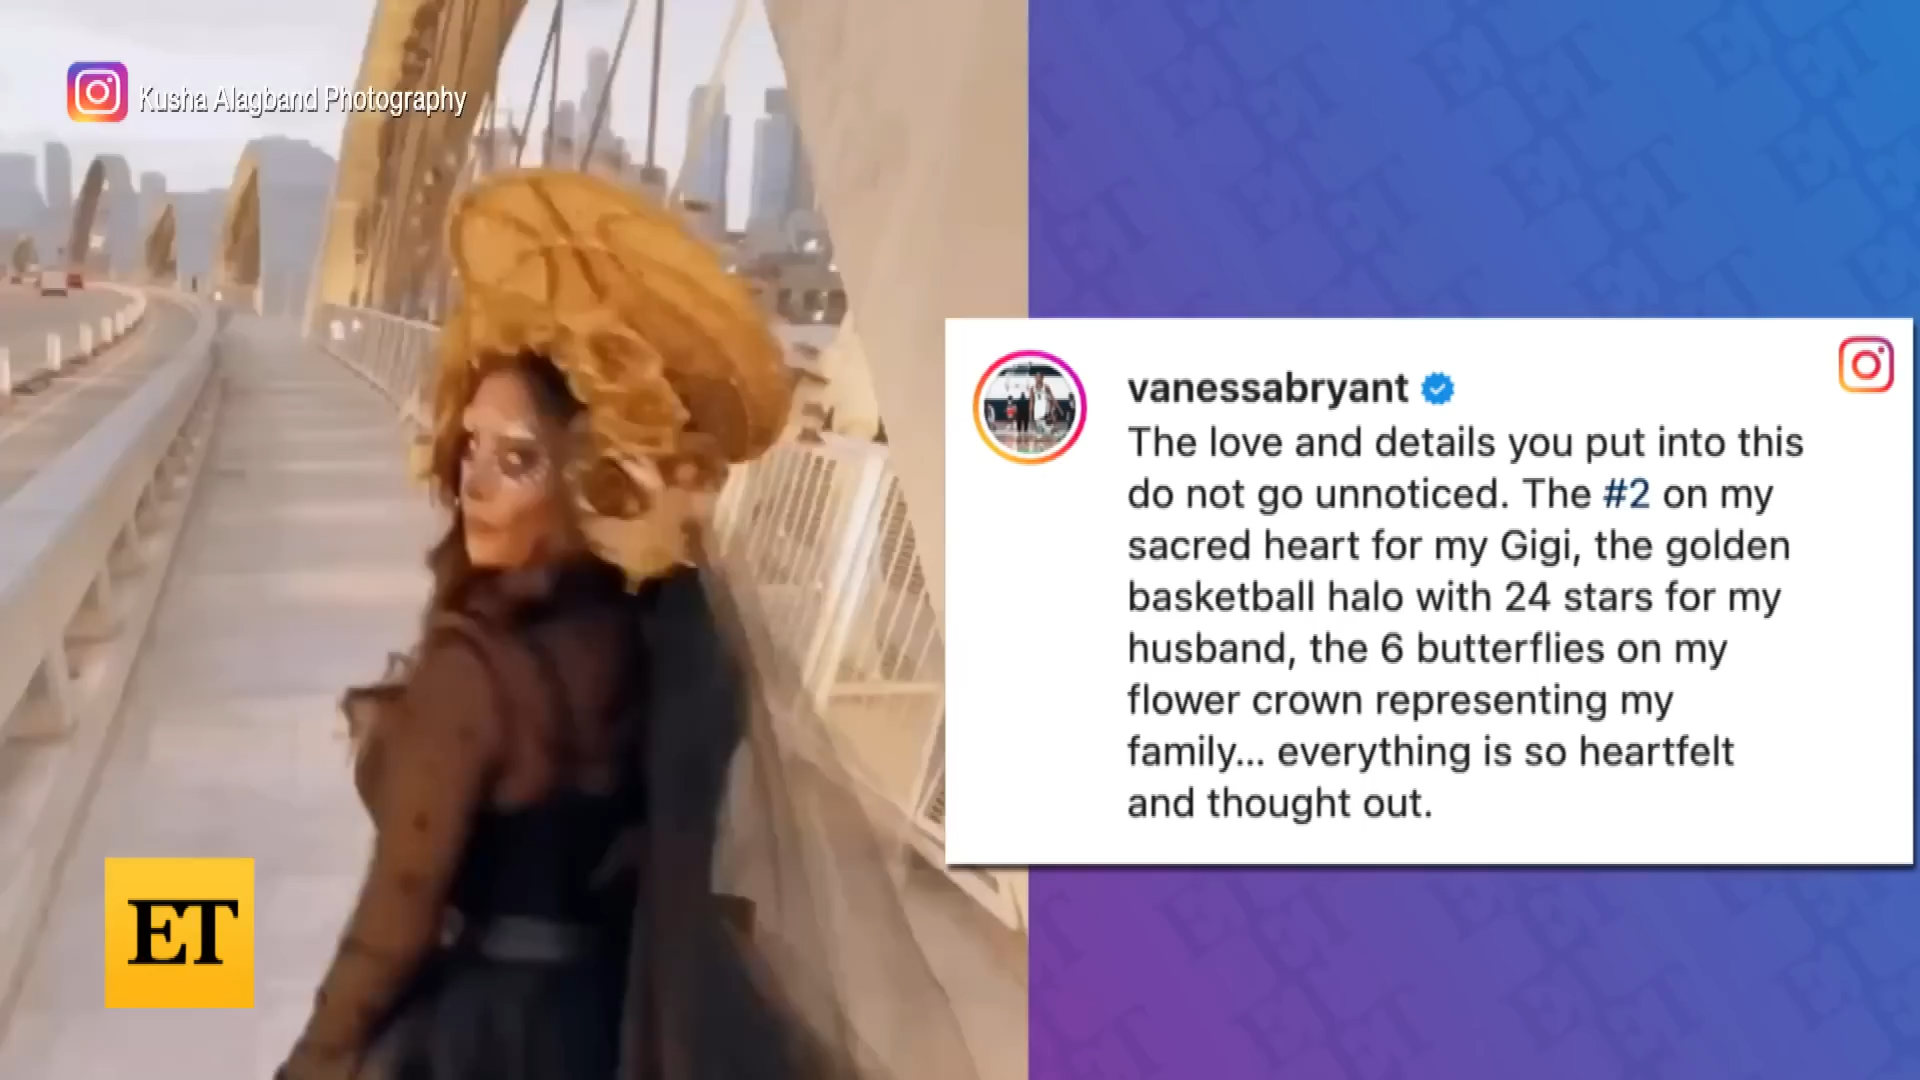 Kusha Alagband Photography
vanessabryant
The love and details you put into this
do not go unnoticed. The #2 on my
sacred heart for my Gigi, the golden
basketball halo with 24 stars for my
husband, the 6 butterflies on my
flower crown representing my
family... everything is so heartfelt
and thought out.
ET